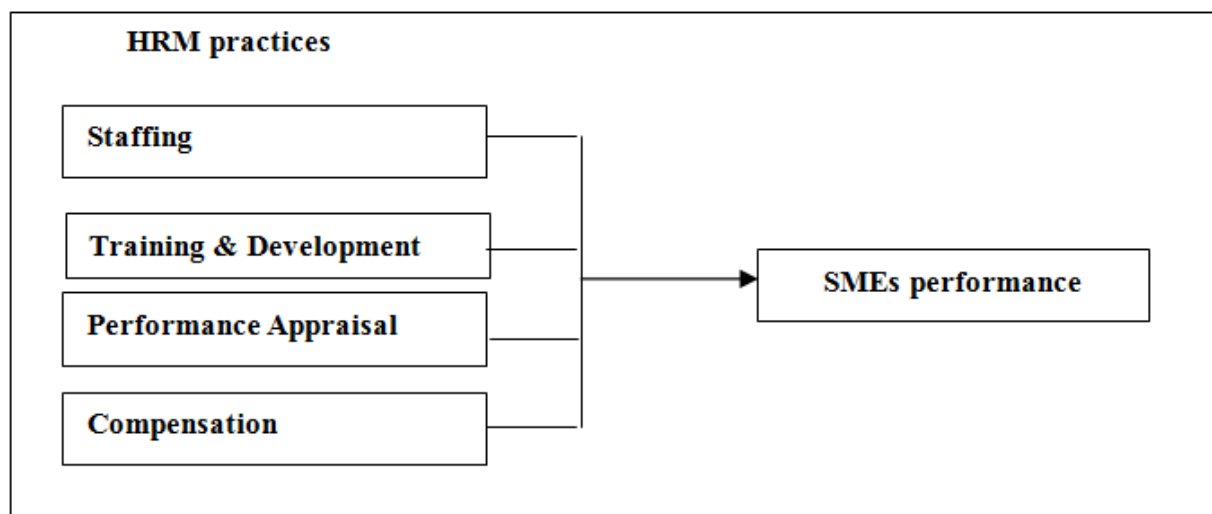 HRM practices
Staffing
Training & Development
Performance Appraisal
Compensation
SMEs performance